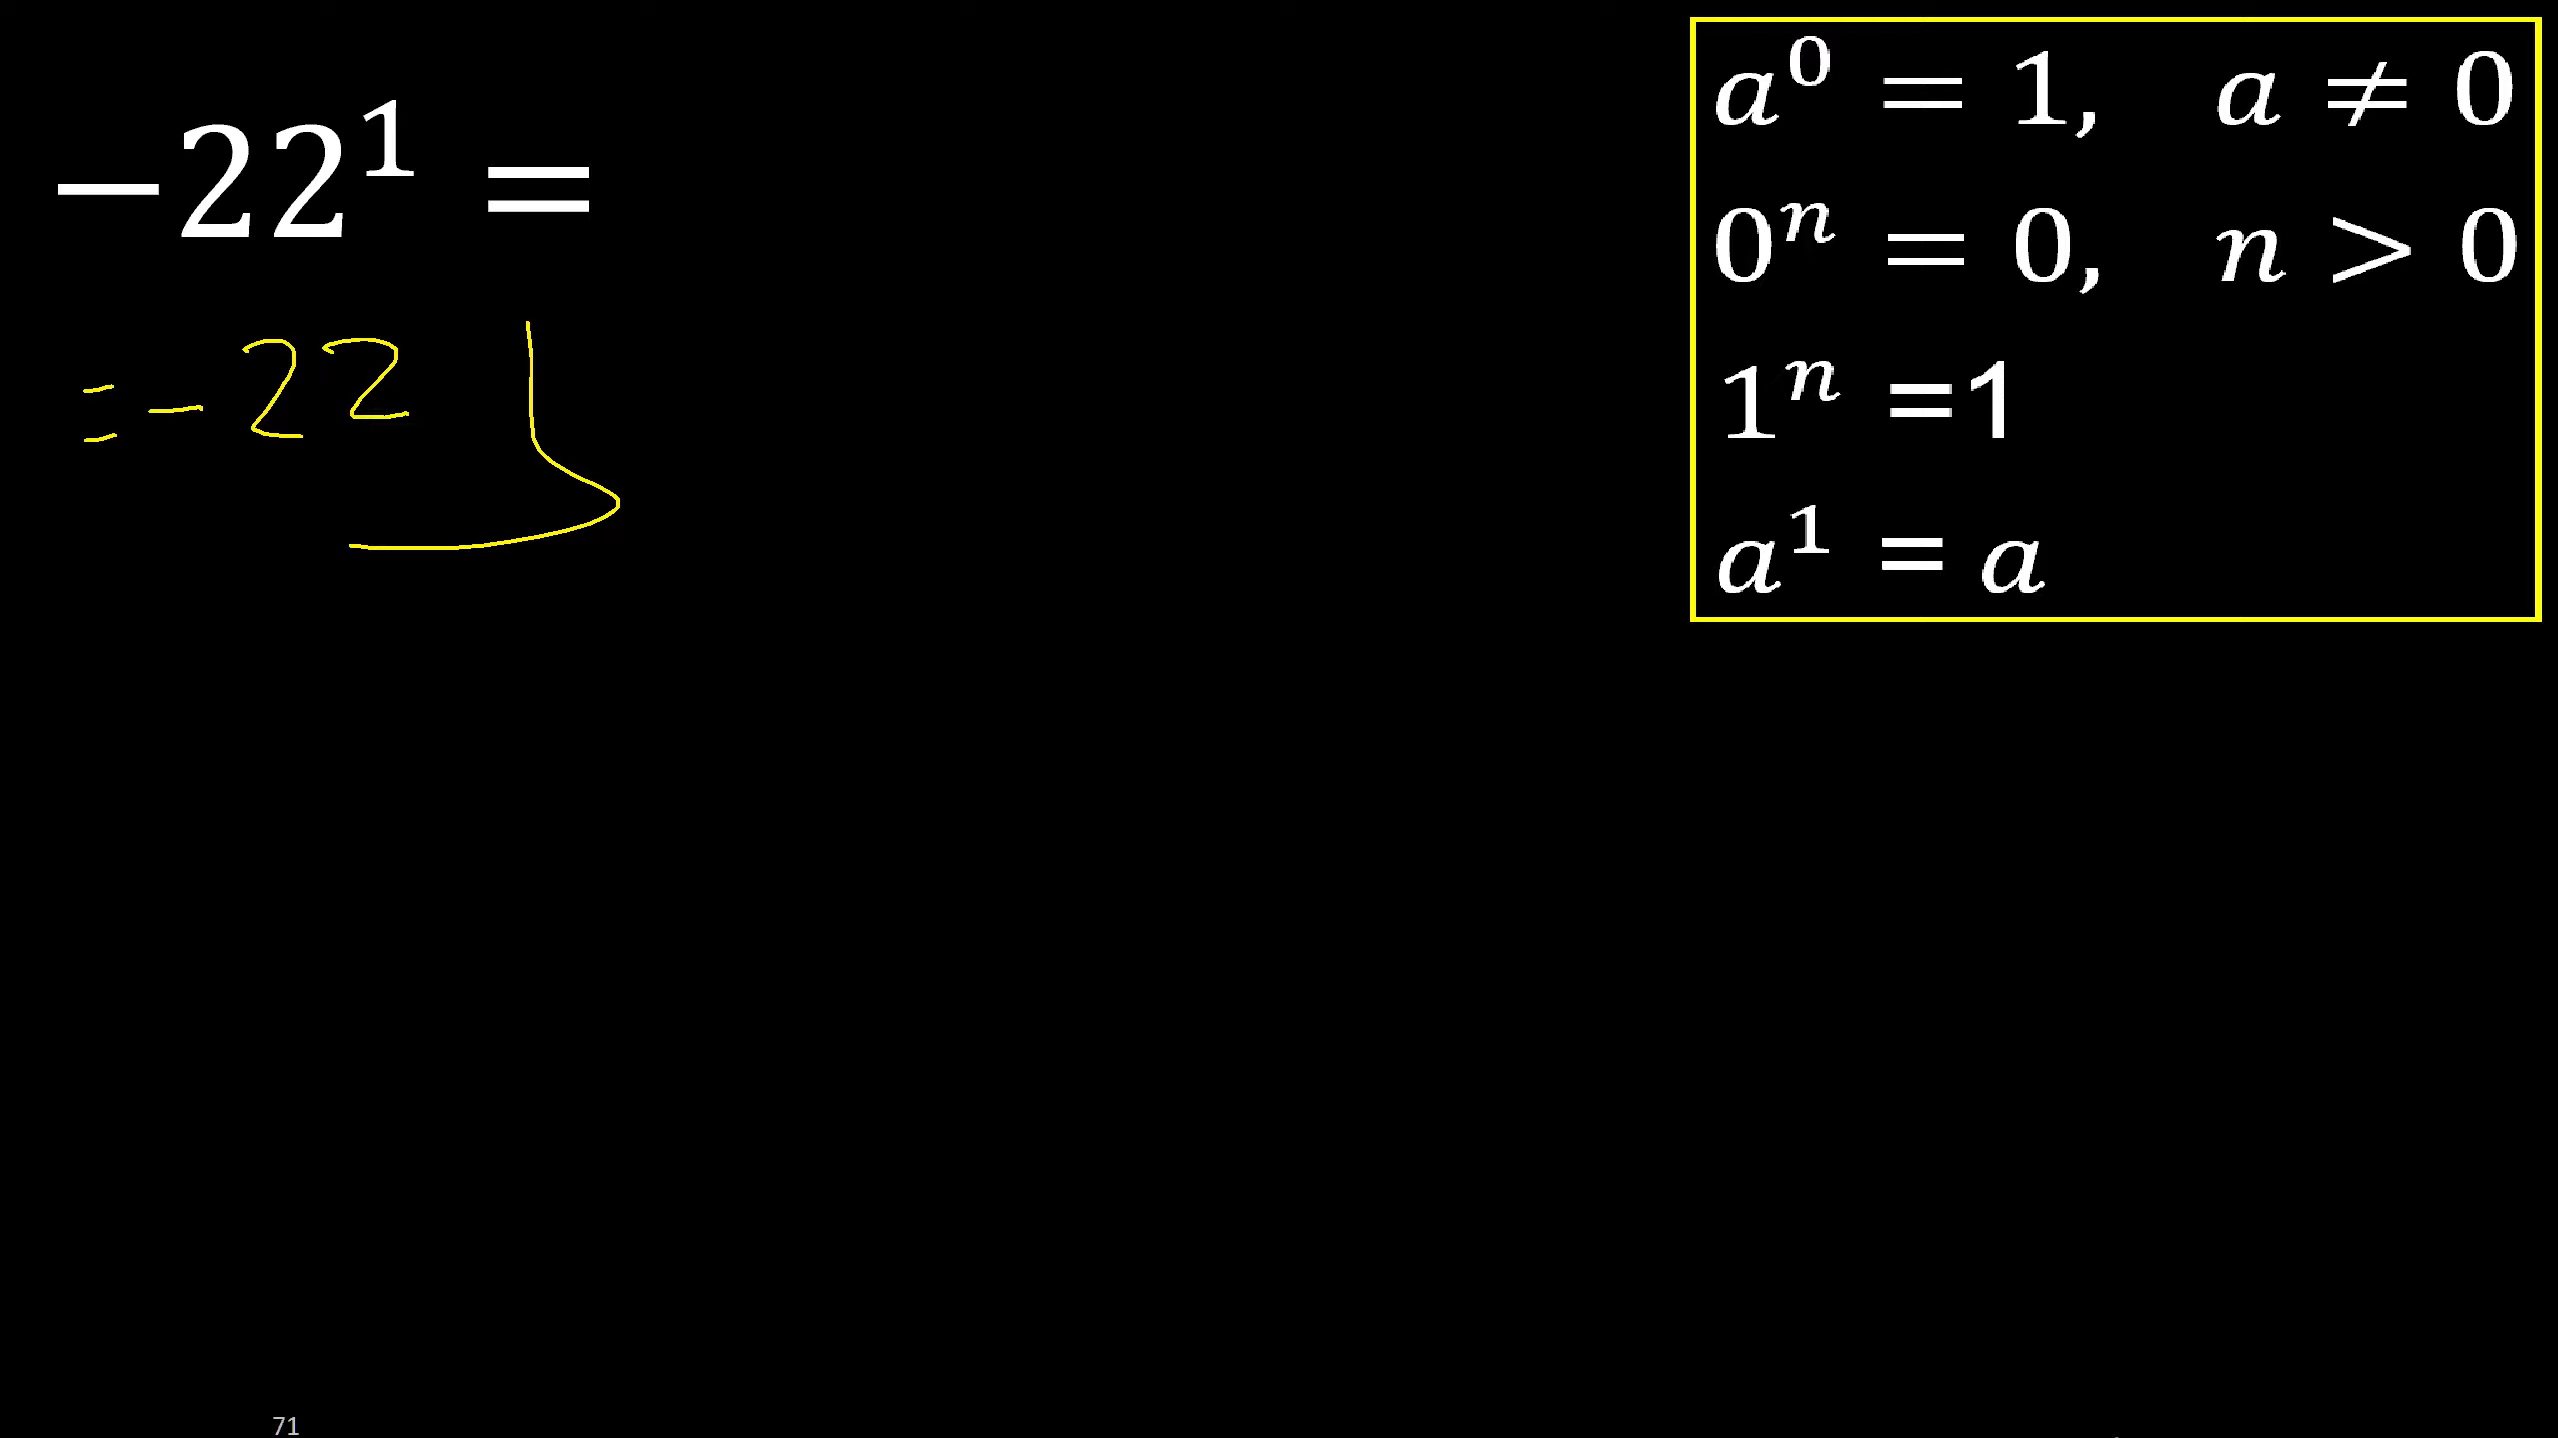 −22¹ =
= − 22
a⁰ = 1, a ≠ 0
0ⁿ = 0, n > 0
1ⁿ =1
a¹ = a
71